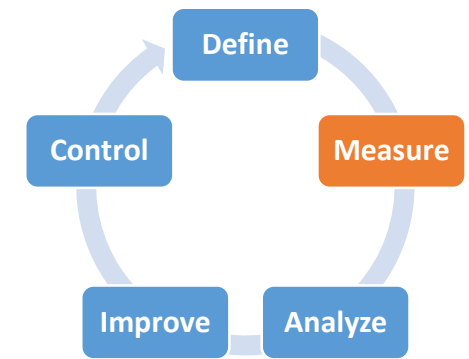 Define
Measure
Analyze
Improve
Control